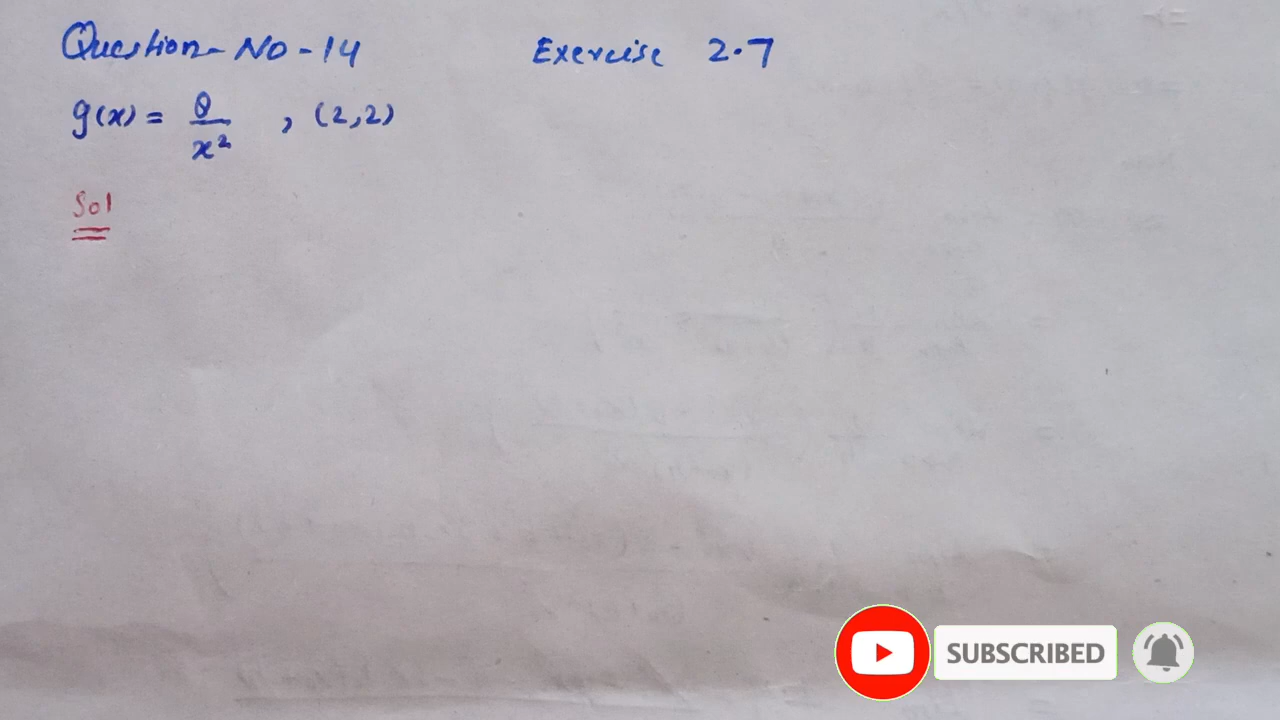 Question-No-14 Exercise 2.7
g(x) = 8/x² , (2,2)
Sol
SUBSCRIBED